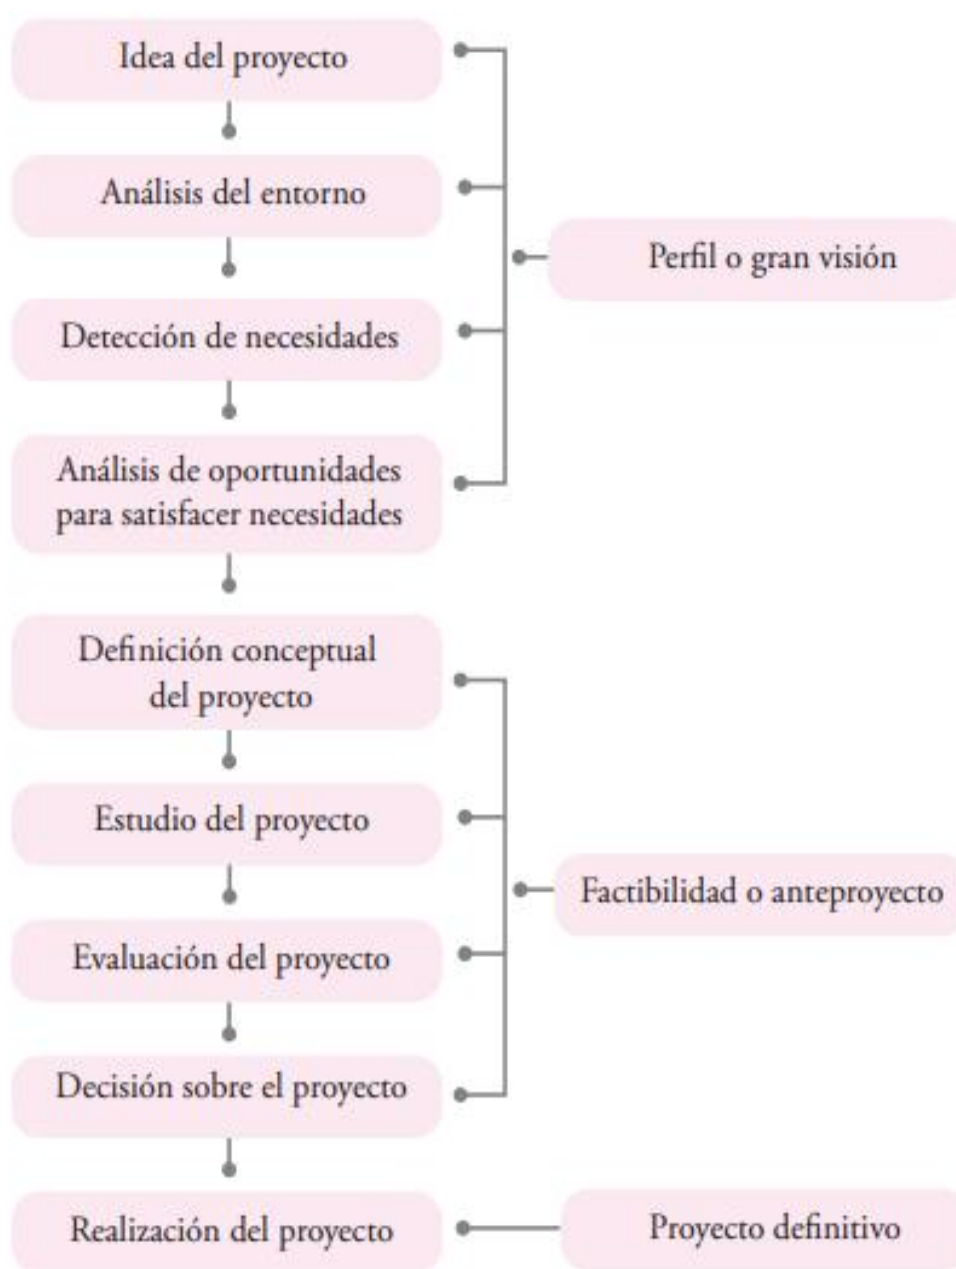 Idea del proyecto
Análisis del entorno
Perfil o gran visión
Detección de necesidades
Análisis de oportunidades
para satisfacer necesidades
Definición conceptual
del proyecto
Estudio del proyecto
Factibilidad o anteproyecto
Evaluación del proyecto
Decisión sobre el proyecto
Realización del proyecto
Proyecto definitivo